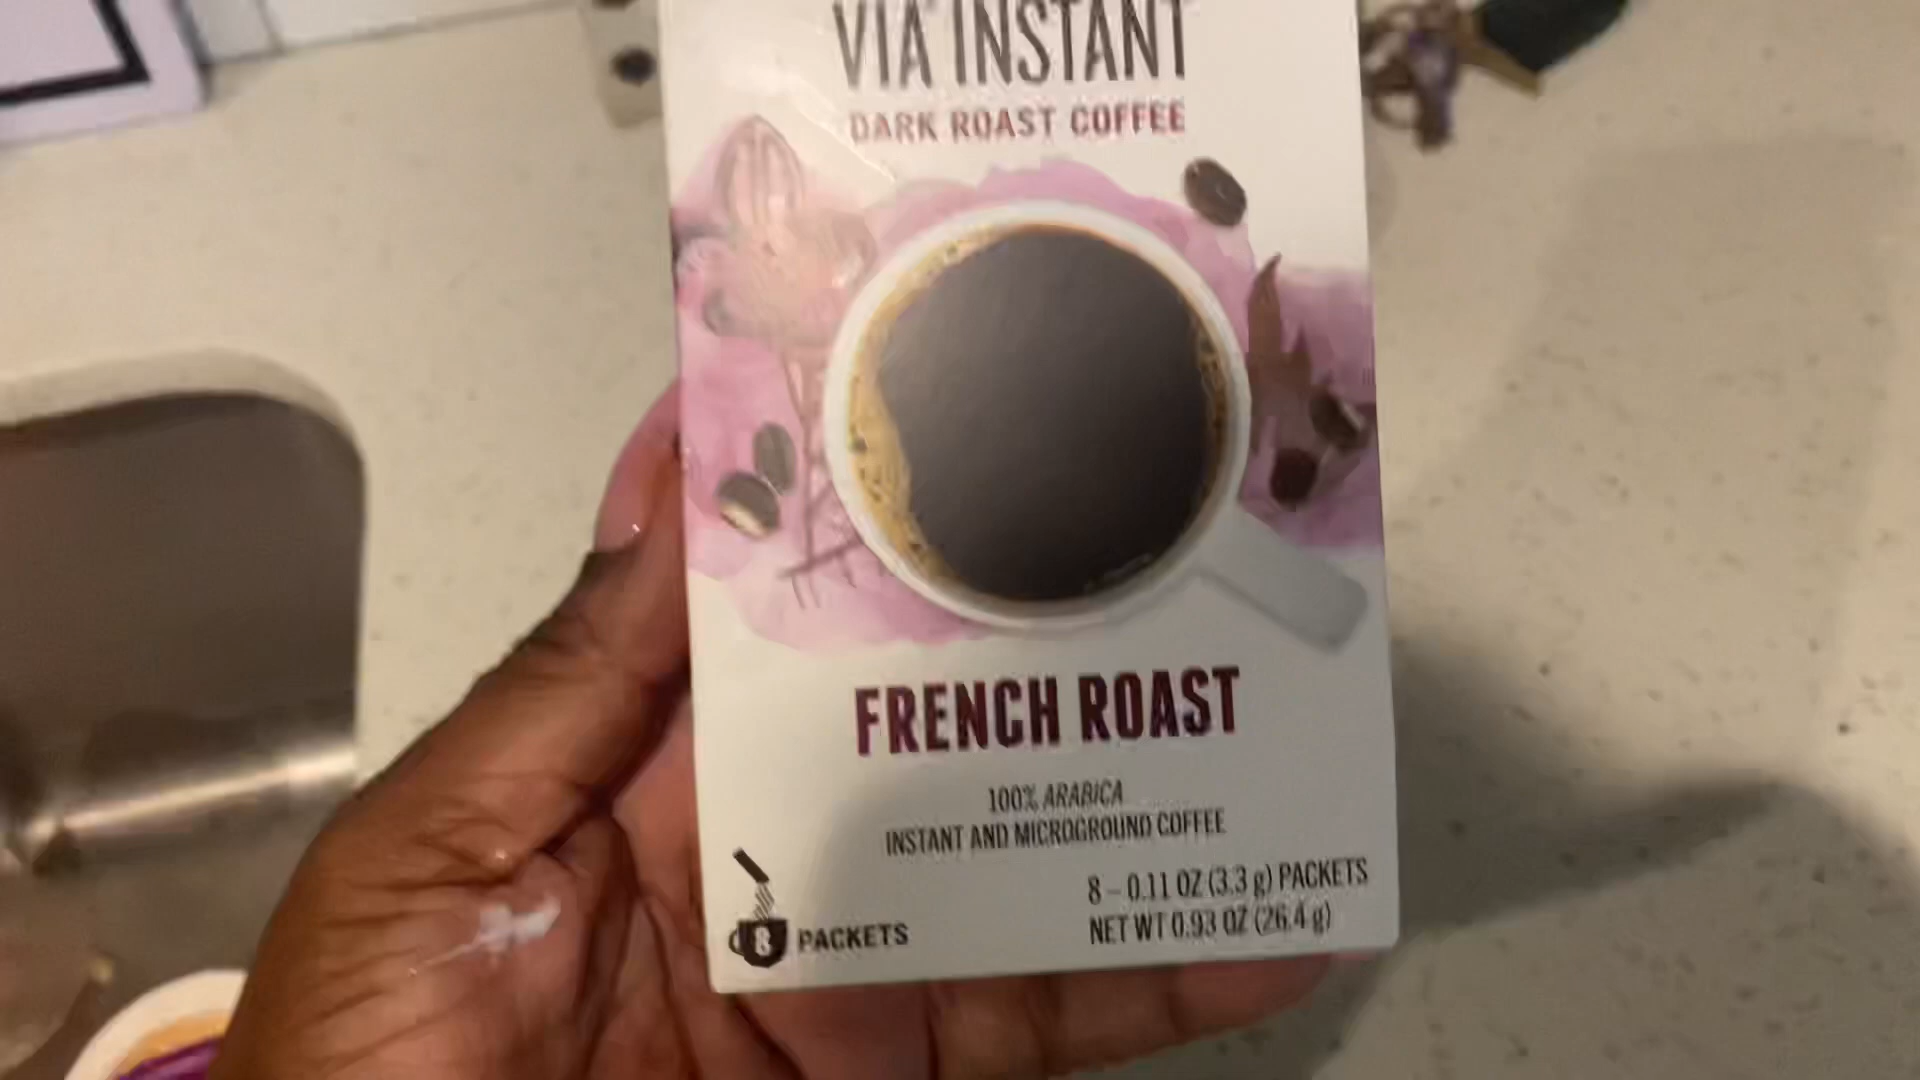 VIA INSTANT
DARK ROAST COFFEE
FRENCH ROAST
100% ARABICA
INSTANT AND MICROGROUND COFFEE
8 – 0.11 OZ (3.3 g) PACKETS
NET WT 0.93 OZ (26.4 g)
8 PACKETS